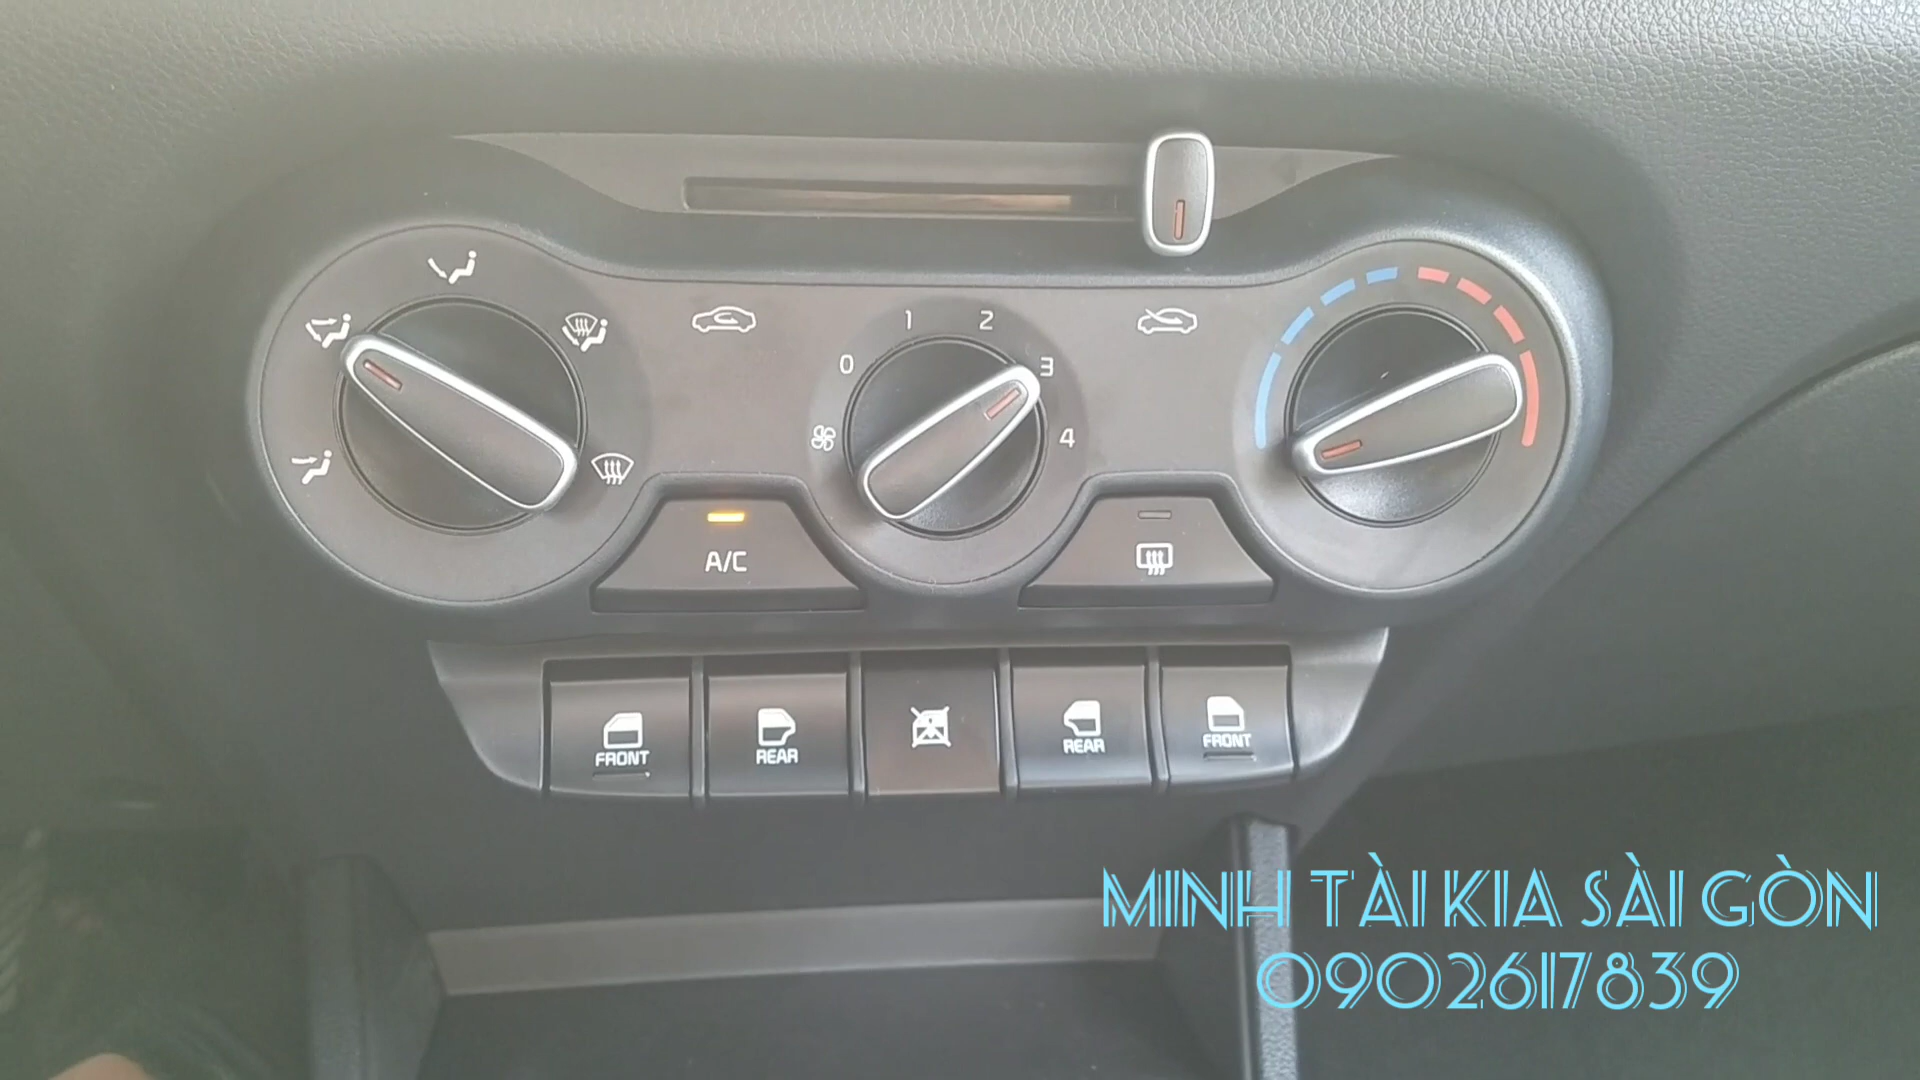 1 2
0 3
4
A/C
FRONT REAR REAR FRONT
MINH TÀI KIA SÀI GÒN
0902617839